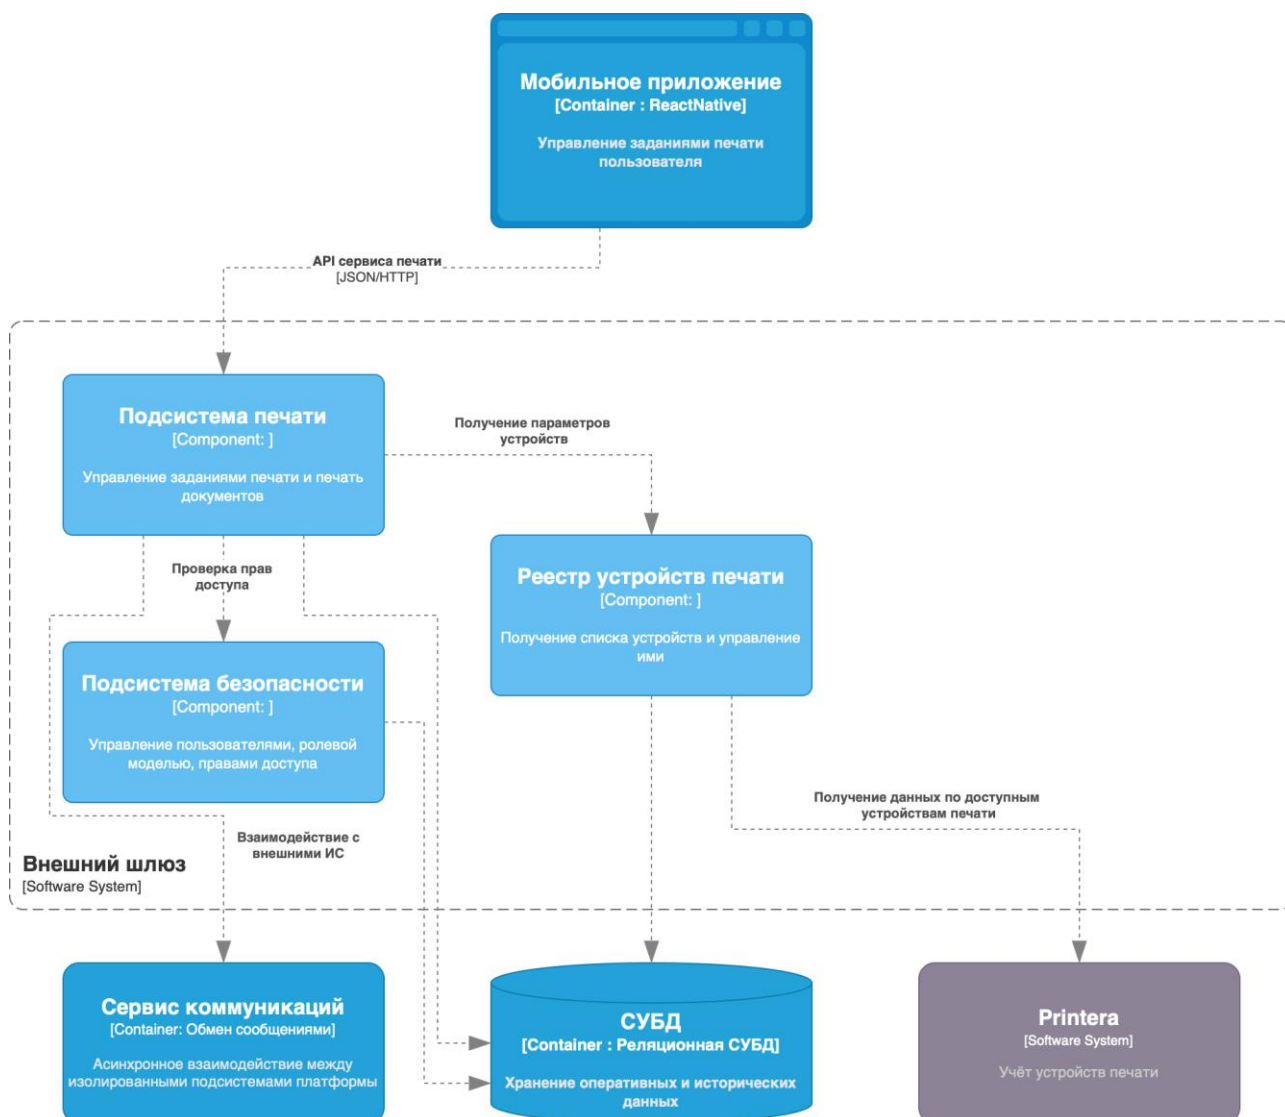 Мобильное приложение
[Container : ReactNative]
Управление заданиями печати
пользователя
API сервиса печати
[JSON/HTTP]
Подсистема печати
[Component: ]
Управление заданиями печати и печать
документов
Получение параметров
устройств
Проверка прав
доступа
Реестр устройств печати
[Component: ]
Получение списка устройств и управление
ими
Подсистема безопасности
[Component: ]
Управление пользователями, ролевой
моделью, правами доступа
Получение данных по доступным
устройствам печати
Взаимодействие с
внешними ИС
Внешний шлюз
[Software System]
Сервис коммуникаций
[Container: Обмен сообщениями]
Асинхронное взаимодействие между
изолированными подсистемами платформы
СУБД
[Container : Реляционная СУБД]
Хранение оперативных и исторических
данных
Printera
[Software System]
Учёт устройств печати